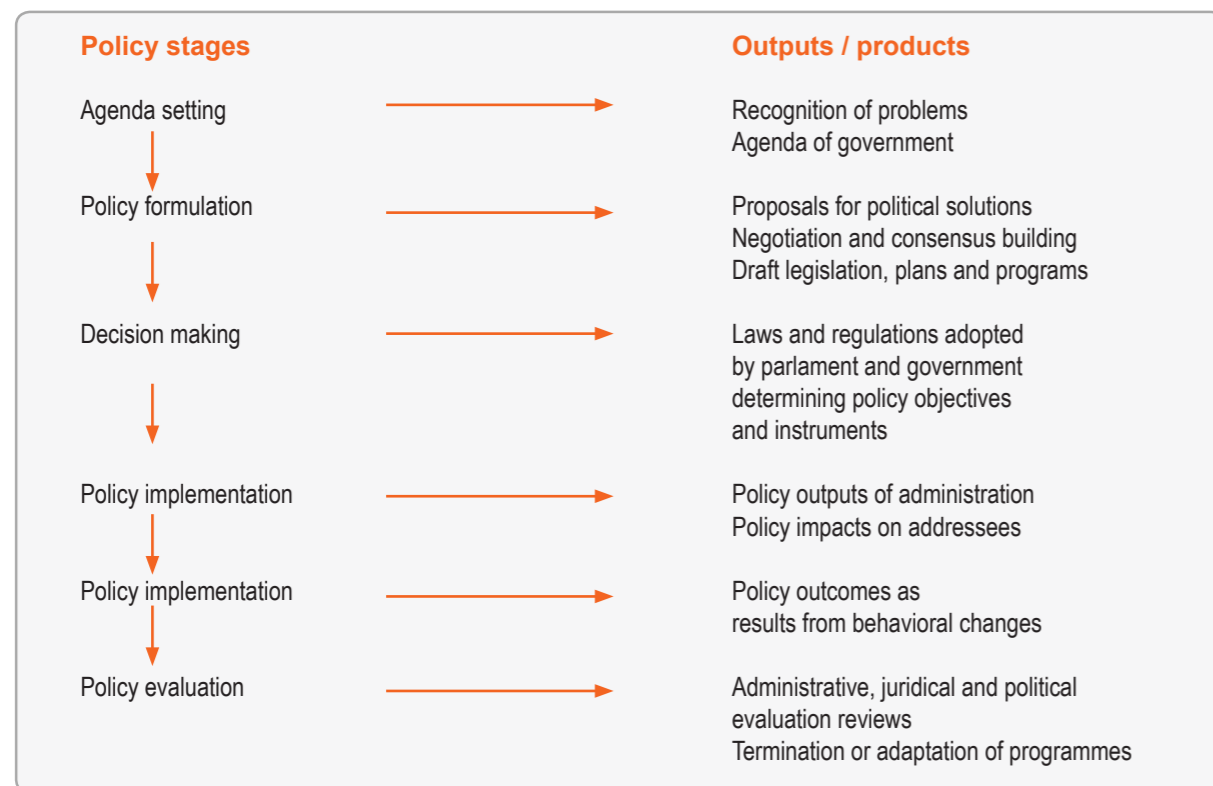 Policy stages
Outputs / products
Agenda setting
Recognition of problems
Agenda of government
Policy formulation
Proposals for political solutions
Negotiation and consensus building
Draft legislation, plans and programs
Decision making
Laws and regulations adopted
by parlament and government
determining policy objectives
and instruments
Policy implementation
Policy outputs of administration
Policy impacts on addressees
Policy implementation
Policy outcomes as
results from behavioral changes
Policy evaluation
Administrative, juridical and political
evaluation reviews
Termination or adaptation of programmes